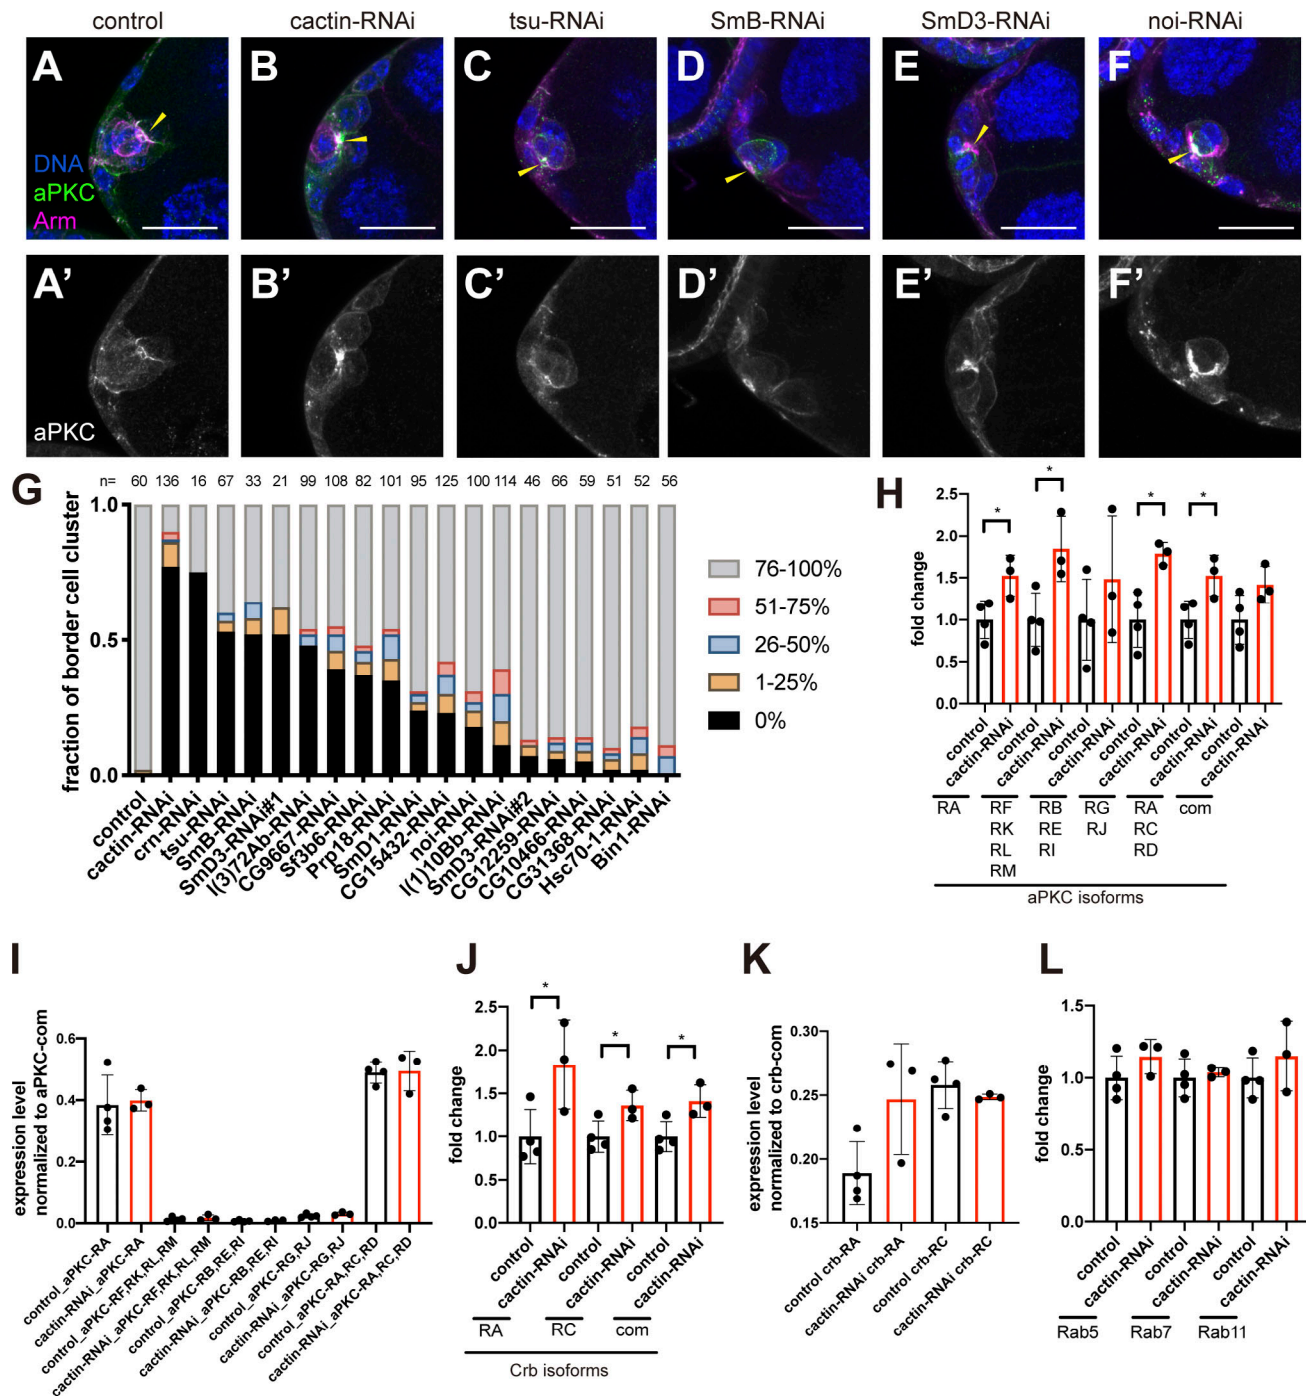 control
cactin-RNAi
tsu-RNAi
SmB-RNAi
SmD3-RNAi
noi-RNAi
A
B
C
D
E
F
DNA
aPKC
Arm
A'
B'
C'
D'
E'
F'
aPKC
G
n= 60 136 16 67 33 21 99 108 82 101 95 125 100 114 46 66 59 51 52 56
fraction of border cell cluster
1.0
0.5
0.0
control
cactin-RNAi
crn-RNAi
tsu-RNAi
SmB-RNAi
SmD3-RNAi#1
l(3)72Ab-RNAi
CG9667-RNAi
Sf3b6-RNAi
Prp18-RNAi
SmD1-RNAi
CG15432-RNAi
noi-RNAi
l(1)10Bb-RNAi
SmD3-RNAi#2
CG12259-RNAi
CG10466-RNAi
CG31368-RNAi
Hsc70-1-RNAi
Bin1-RNAi
76-100%
51-75%
26-50%
1-25%
0%
H
fold change
2.5
2.0
1.5
1.0
0.5
0.0
* * * *
control
cactin-RNAi
control
cactin-RNAi
control
cactin-RNAi
control
cactin-RNAi
control
cactin-RNAi
control
cactin-RNAi
RA RF RB RG RA com
RK RE RJ RC
RL RI RD
RM
aPKC isoforms
I
expression level
normalized to aPKC-com
0.6
0.4
0.2
0.0
control_aPKC-RA
cactin-RNAi_aPKC-RA
control_aPKC-RF,RK,RL,RM
cactin-RNAi_aPKC-RF,RK,RL,RM
control_aPKC-RB,RE,RI
cactin-RNAi_aPKC-RB,RE,RI
control_aPKC-RG,RJ
cactin-RNAi_aPKC-RG,RJ
control_aPKC-RA,RC,RD
cactin-RNAi_aPKC-RA,RC,RD
J
fold change
2.5
2.0
1.5
1.0
0.5
0.0
* * *
control
cactin-RNAi
control
cactin-RNAi
control
cactin-RNAi
RA RC com
Crb isoforms
K
expression level
normalized to crb-com
0.30
0.25
0.20
0.15
control crb-RA
cactin-RNAi crb-RA
control crb-RC
cactin-RNAi crb-RC
L
fold change
1.5
1.0
0.5
0.0
control
cactin-RNAi
control
cactin-RNAi
control
cactin-RNAi
Rab5 Rab7 Rab11